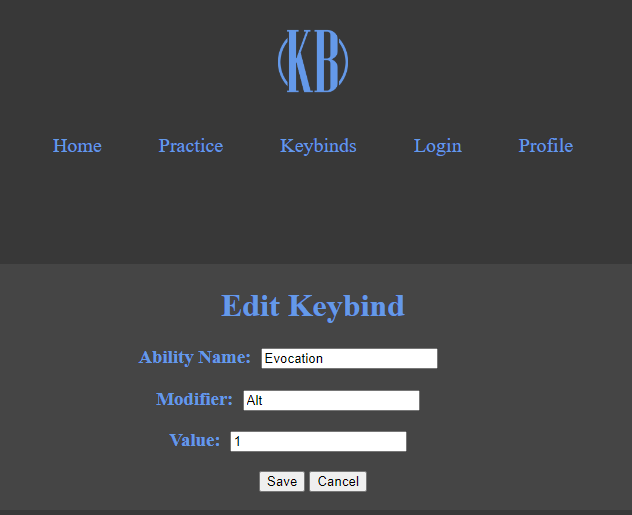 (KB)
Home Practice Keybinds Login Profile
Edit Keybind
Ability Name: Evocation
Modifier: Alt
Value: 1
Save Cancel